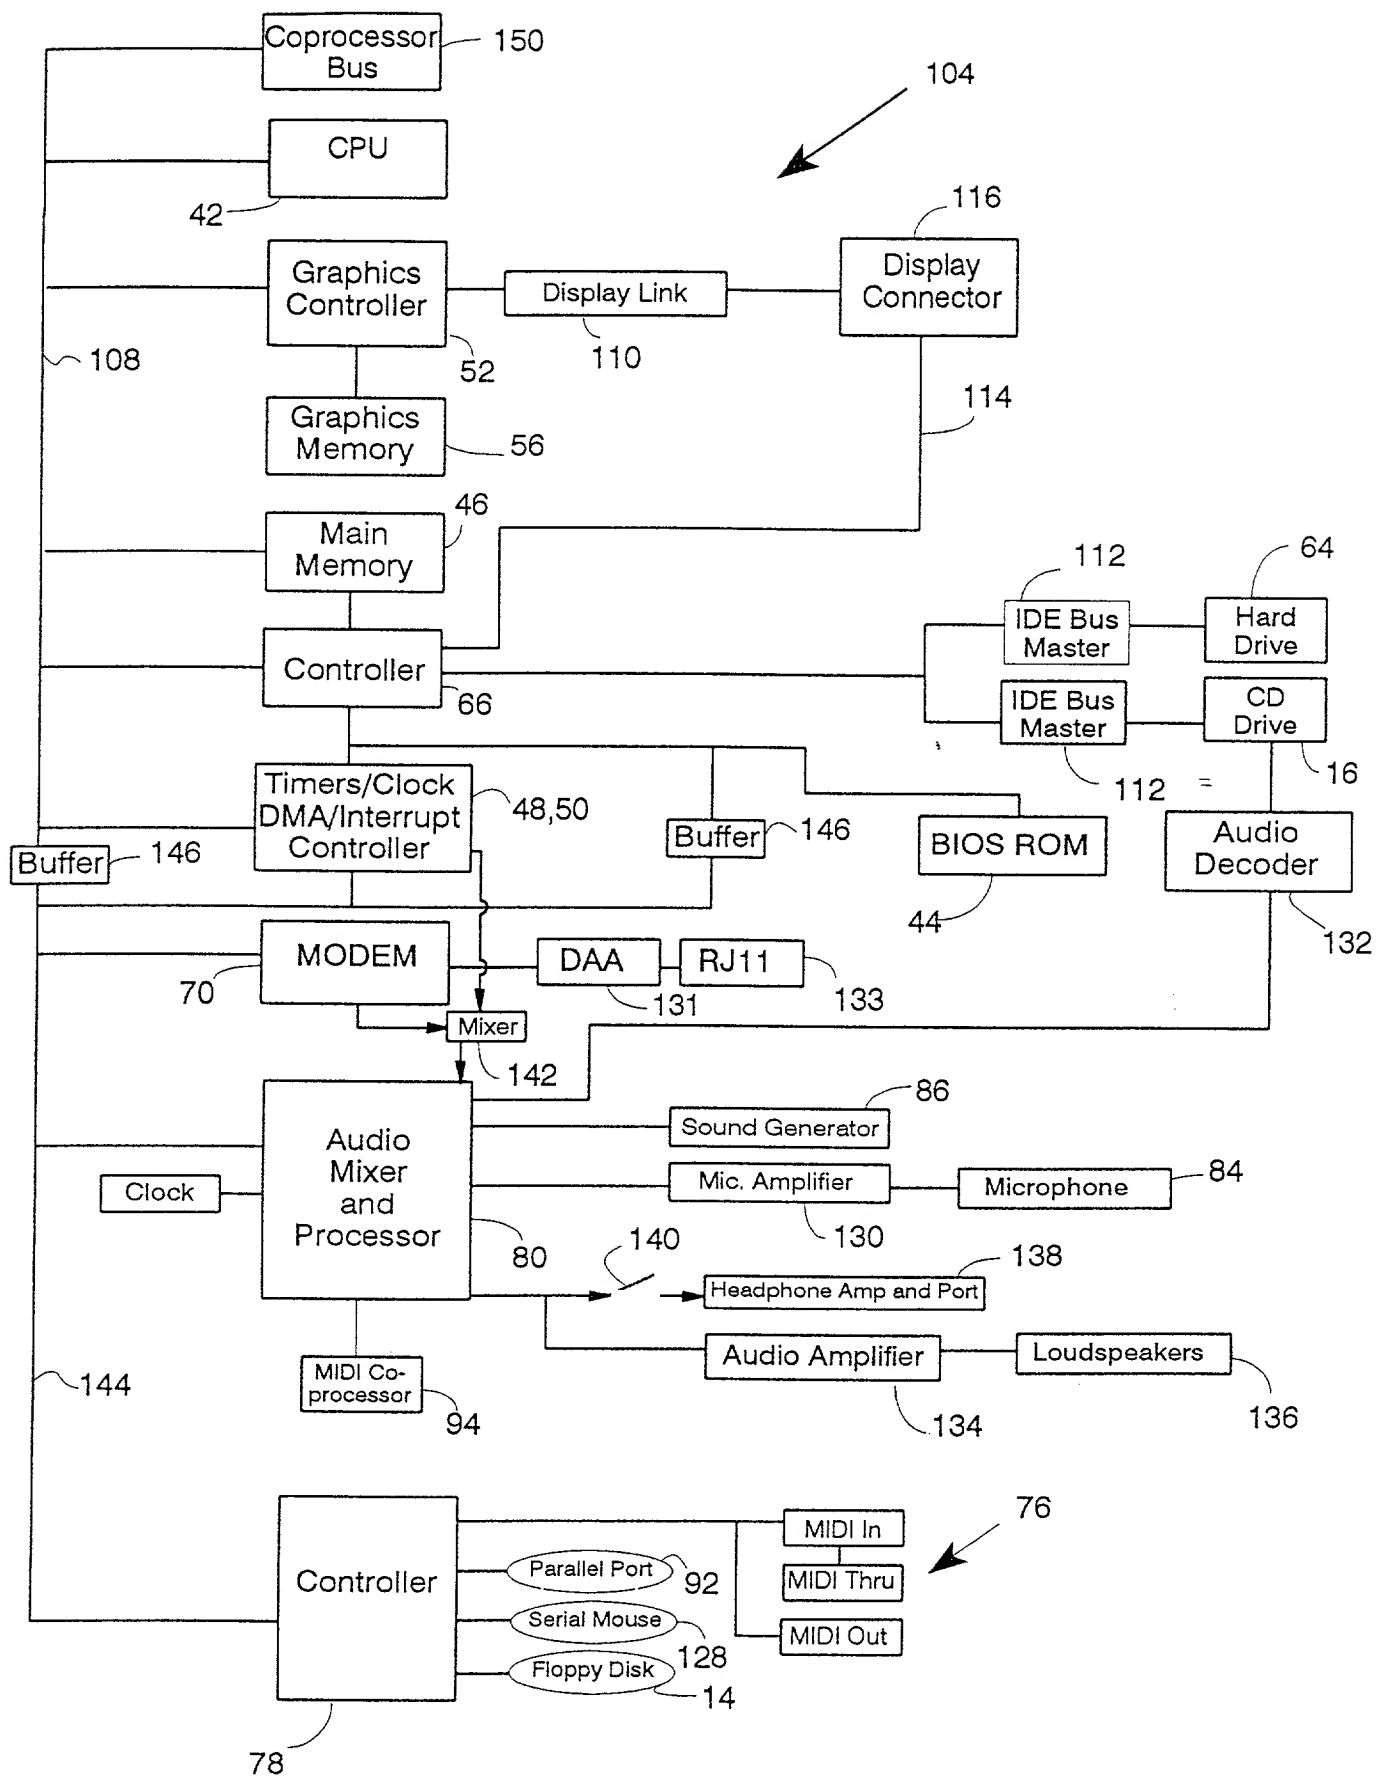 Coprocessor
Bus
150
104
CPU
42
116
Graphics
Controller
Display Link
Display
Connector
108
52
110
114
Graphics
Memory
56
46
Main
Memory
112
64
IDE Bus
Master
Hard
Drive
Controller
66
IDE Bus
Master
CD
Drive
112
16
Timers/Clock
DMA/Interrupt
Controller
48,50
Buffer
146
Buffer
146
BIOS ROM
44
Audio
Decoder
132
MODEM
70
DAA
131
RJ11
133
Mixer
142
Audio
Mixer
and
Processor
80
Clock
86
Sound Generator
Mic. Amplifier
130
Microphone
84
140
138
Headphone Amp and Port
Audio Amplifier
134
Loudspeakers
136
144
MIDI Co-
processor
94
Controller
78
76
MIDI In
MIDI Thru
MIDI Out
Parallel Port
92
Serial Mouse
128
Floppy Disk
14